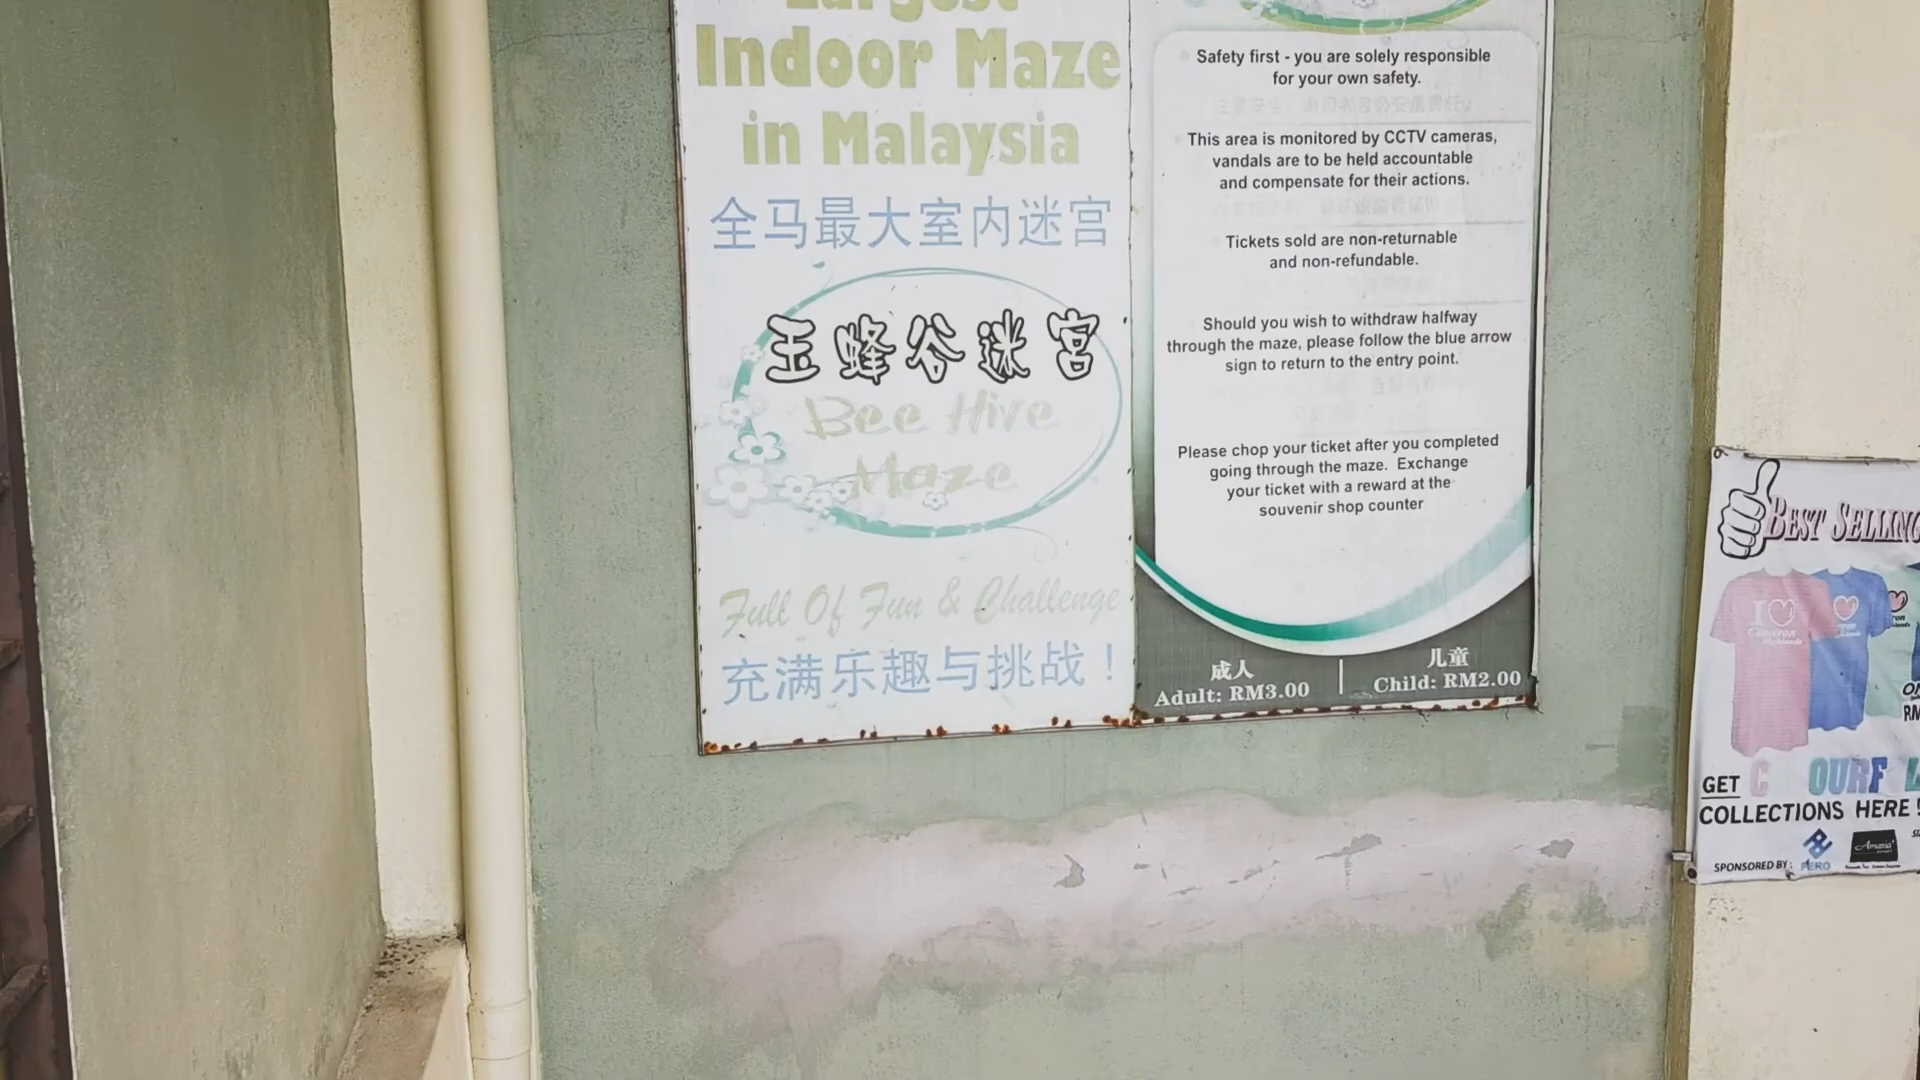 Largest
Indoor Maze
in Malaysia
全马最大室内迷宫
玉蜂谷迷宫
Bee Hive
Maze
Full Of Fun & Challenge
充满乐趣与挑战！
Safety first - you are solely responsible
for your own safety.
This area is monitored by CCTV cameras,
vandals are to be held accountable
and compensate for their actions.
Tickets sold are non-returnable
and non-refundable.
Should you wish to withdraw halfway
through the maze, please follow the blue arrow
sign to return to the entry point.
Please chop your ticket after you completed
going through the maze. Exchange
your ticket with a reward at the
souvenir shop counter
成人
Adult: RM3.00
儿童
Child: RM2.00
BEST SELLING
I
Cameron
Highlands
RM
GET
COLLECTIONS HERE !
SPONSORED BY :
Amaria